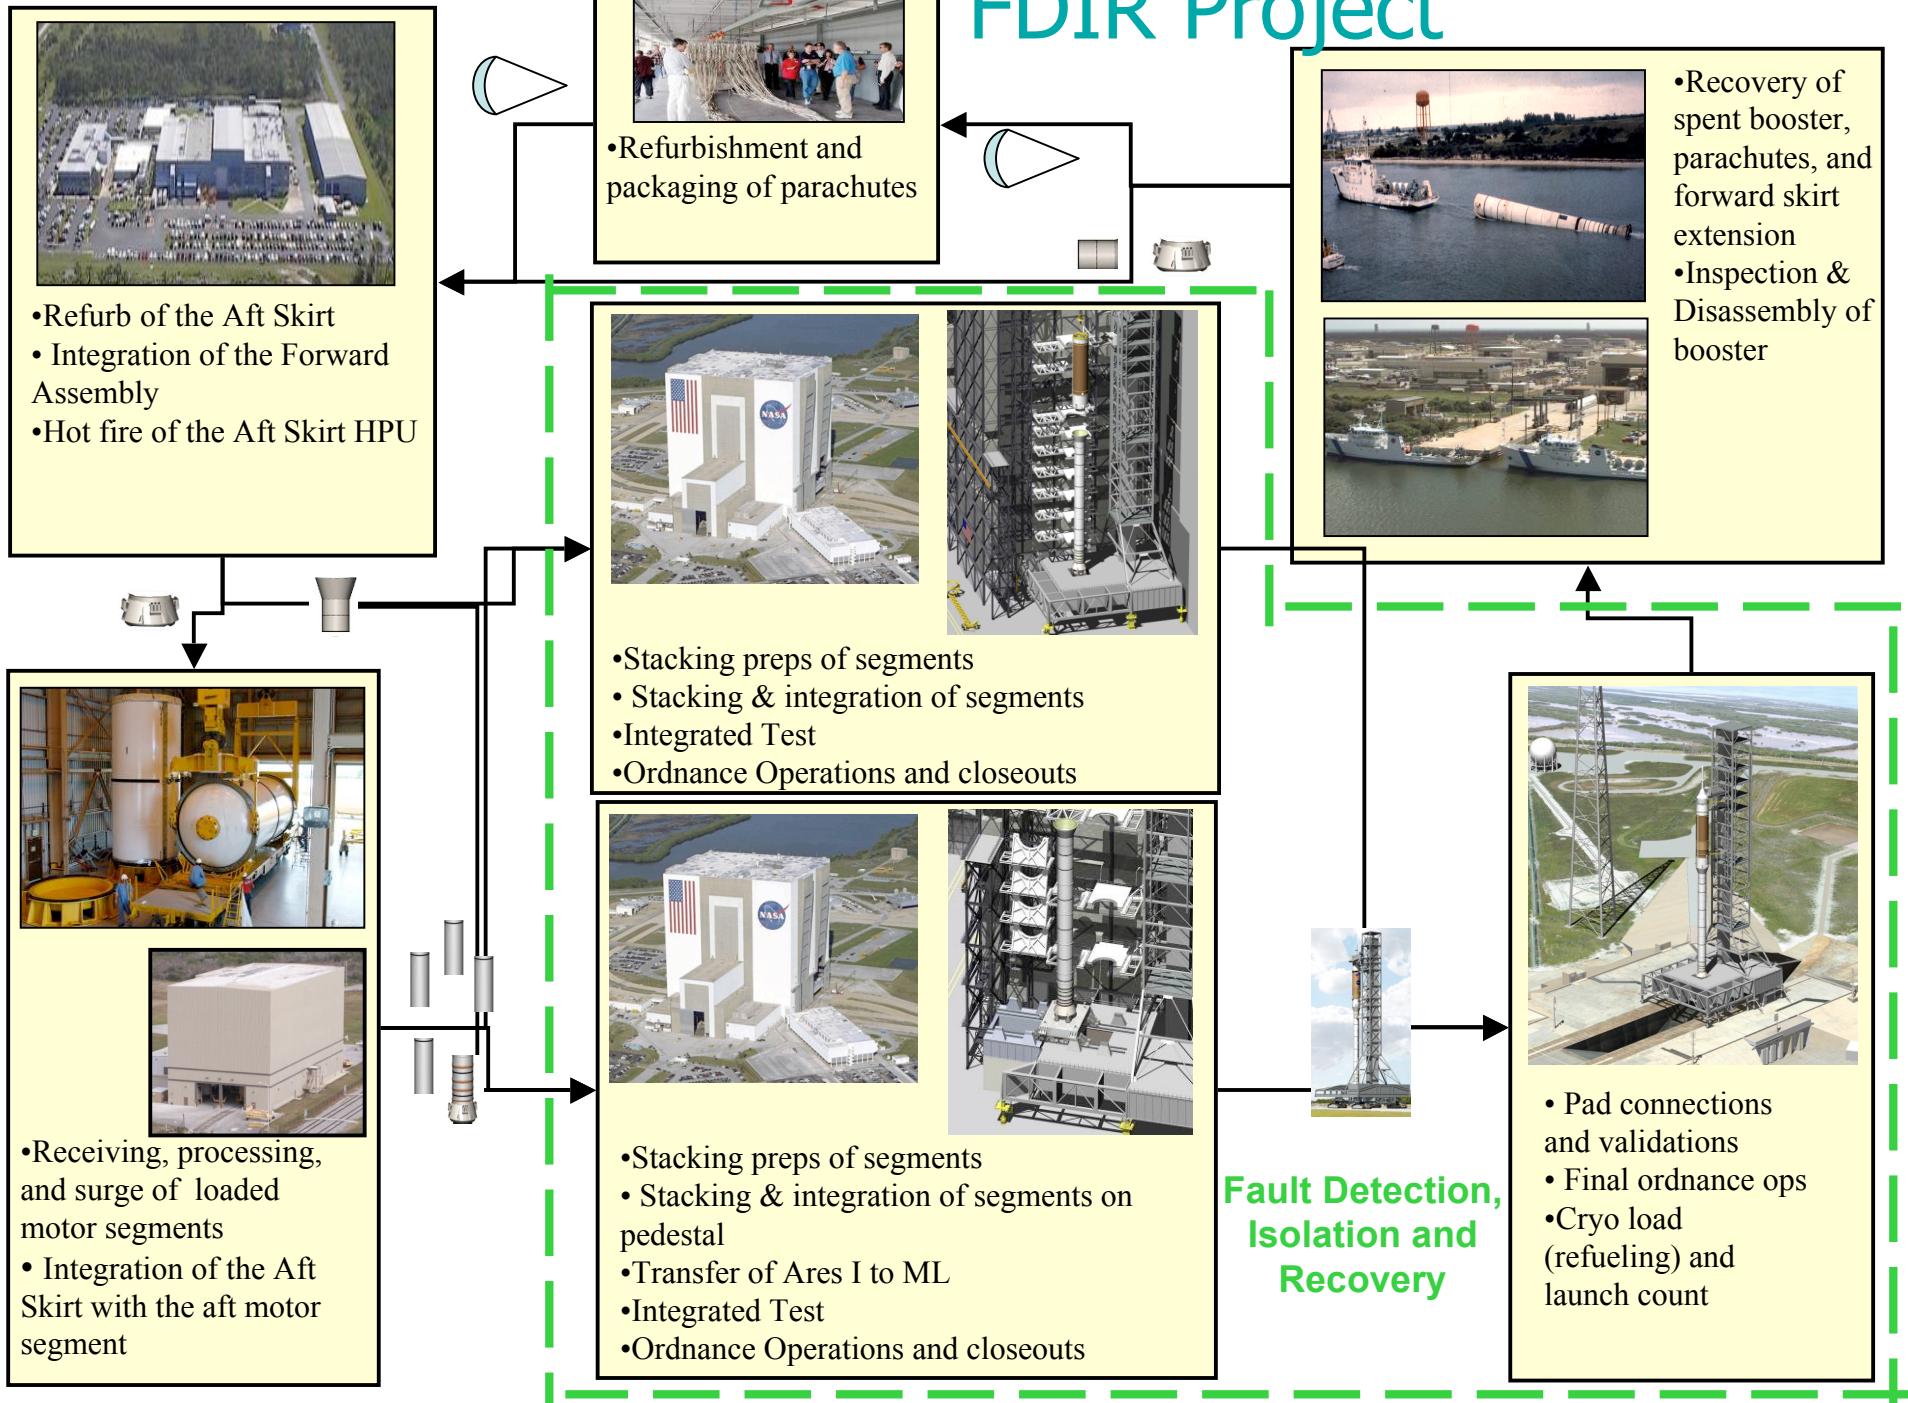 FDIR Project
•Refurb of the Aft Skirt
• Integration of the Forward
Assembly
•Hot fire of the Aft Skirt HPU
•Refurbishment and
packaging of parachutes
•Recovery of
spent booster,
parachutes, and
forward skirt
extension
•Inspection &
Disassembly of
booster
NASA
•Stacking preps of segments
• Stacking & integration of segments
•Integrated Test
•Ordnance Operations and closeouts
•Receiving, processing,
and surge of loaded
motor segments
• Integration of the Aft
Skirt with the aft motor
segment
NASA
•Stacking preps of segments
• Stacking & integration of segments on
pedestal
•Transfer of Ares I to ML
•Integrated Test
•Ordnance Operations and closeouts
Fault Detection,
Isolation and
Recovery
• Pad connections
and validations
• Final ordnance ops
•Cryo load
(refueling) and
launch count